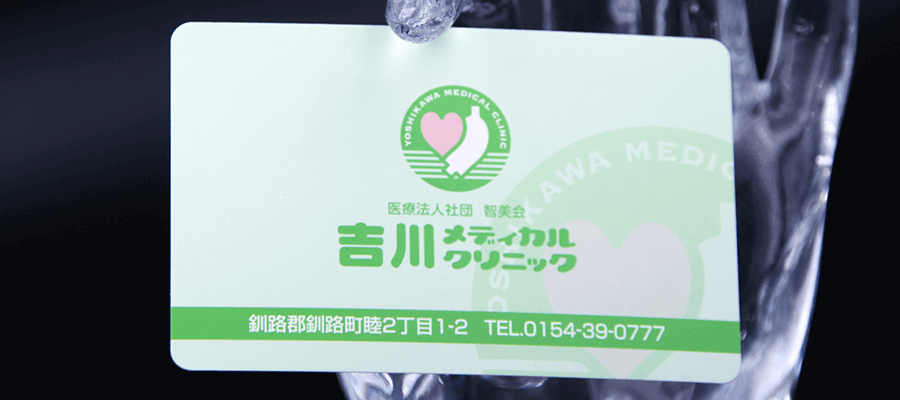 YOSHIKAWA MEDICAL CLINIC
医療法人社団 智美会
吉川メディカル
クリニック
YOSHIKAWA MEDIC
釧路郡釧路町睦2丁目1-2 TEL.0154-39-0777